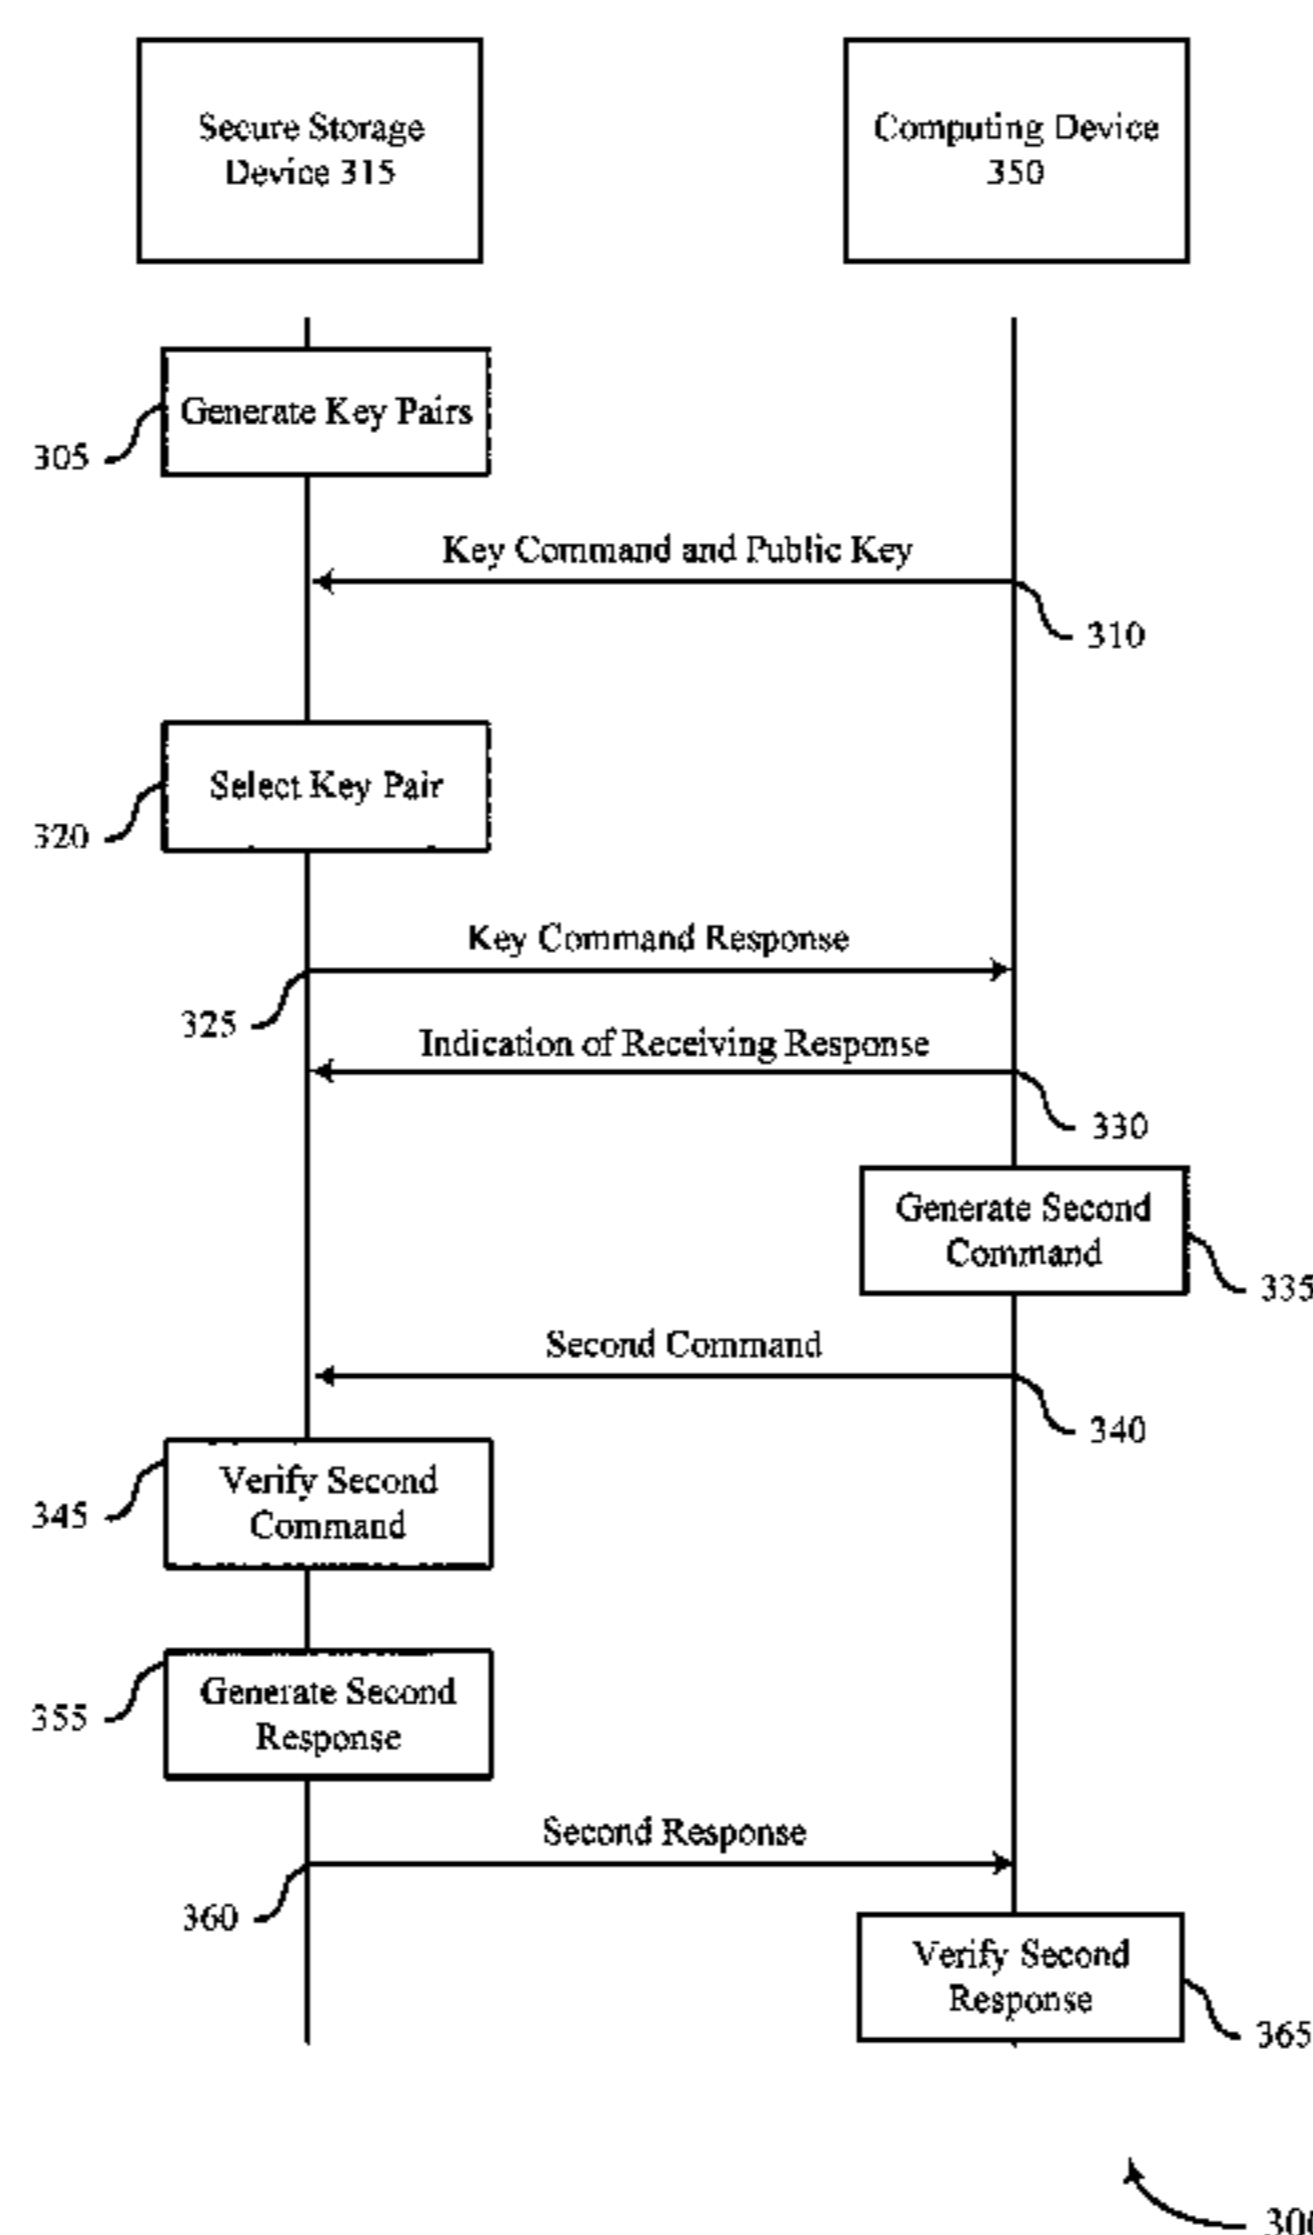 Secure Storage
Device 315
Computing Device
350
Generate Key Pairs
305
Key Command and Public Key
310
Select Key Pair
320
Key Command Response
325
Indication of Receiving Response
330
Generate Second
Command
335
Second Command
340
Verify Second
Command
345
Generate Second
Response
355
Second Response
360
Verify Second
Response
365
300